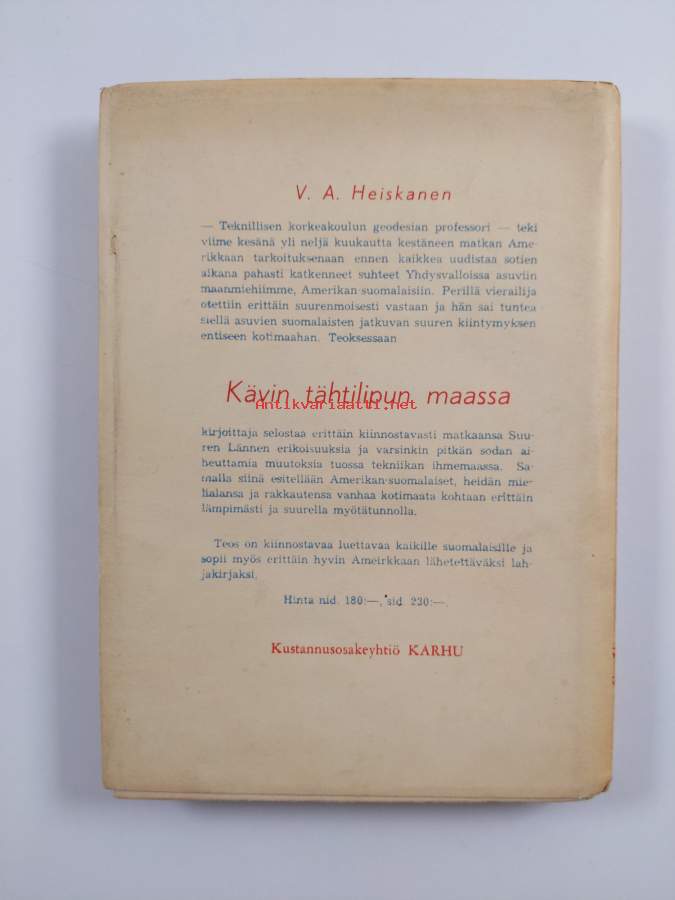 V. A. Heiskanen
— Teknillisen korkeakoulun geodesian professori — teki
viime kesänä yli neljä kuukautta kestäneen matkan Ame-
rikkaan tarkoituksenaan ennen kaikkea uudistaa sotien
aikana pahasti katkenneet suhteet Yhdysvalloissa asuviin
maanmiehiimme, Amerikan-suomalaisiin. Perillä vierailija
otettiin erittäin suurenmoisesti vastaan ja hän sai tuntea
siellä asuvien suomalaisten jatkuvan suuren kiintymyksen
entiseen kotimaahan. Teoksessaan
Kävin tähtilipun maassa
Antikvariaatti.net
kirjoittaja selostaa erittäin kiinnostavasti matkaansa Suu-
ren Lännen erikoisuuksia ja varsinkin pitkän sodan ai-
heuttamia muutoksia tuossa tekniikan ihmemaassa. Sa-
malla siinä esitellään Amerikan-suomalaiset, heidän mie-
lialansa ja rakkautensa vanhaa kotimaata kohtaan erittäin
lämpimästi ja suurella myötätunnolla.
Teos on kiinnostavaa luettavaa kaikille suomalaisille ja
sopii myös erittäin hyvin Ameirkkaan lähetettäväksi lah-
jakirjaksi.
Hinta nid. 180:—, sid. 230:—.
Kustannusosakeyhtiö KARHU